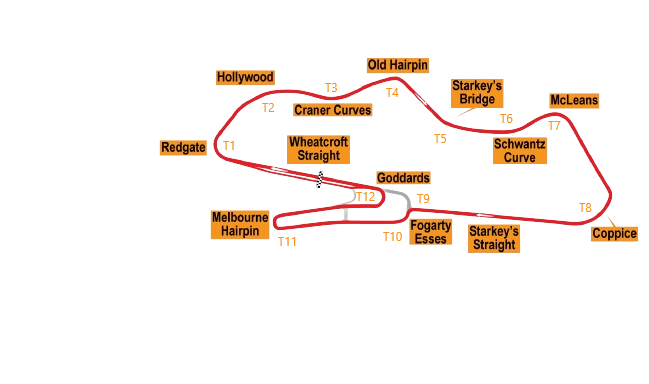 Old Hairpin
Hollywood
T3
T4
Starkey's
Bridge
McLeans
T2
Craner Curves
T6
T7
T5
Redgate
T1
Wheatcroft
Straight
Schwantz
Curve
Goddards
T12
T9
T8
Melbourne
Hairpin
T11
T10
Fogarty
Esses
Starkey's
Straight
Coppice